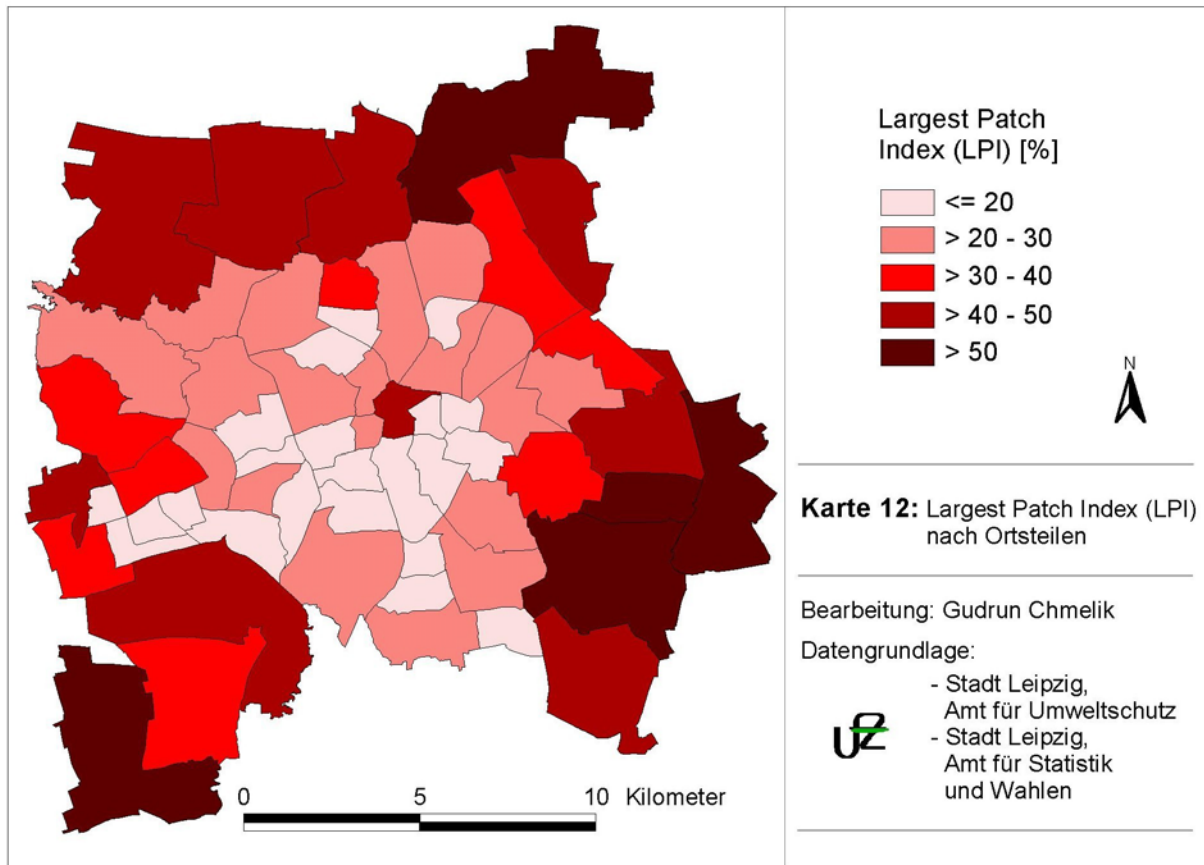 Largest Patch
Index (LPI) [%]
<= 20
> 20 - 30
> 30 - 40
> 40 - 50
> 50
N
Karte 12: Largest Patch Index (LPI)
nach Ortsteilen
Bearbeitung: Gudrun Chmelik
Datengrundlage:
- Stadt Leipzig,
Amt für Umweltschutz
- Stadt Leipzig,
Amt für Statistik
und Wahlen
UFZ
0 5 10 Kilometer